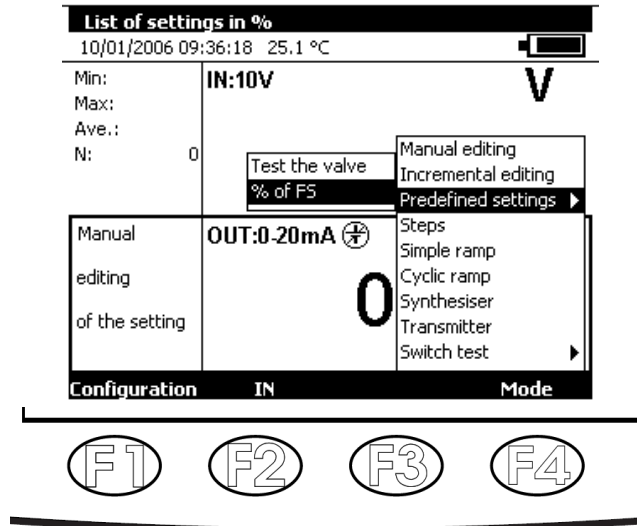 List of settings in %
10/01/2006 09:36:18 25.1 °C
Min:
Max:
Ave.:
N: 0
IN:10V
V
Test the valve
% of FS
Manual editing
Incremental editing
Predefined settings
Steps
Simple ramp
Cyclic ramp
Synthesiser
Transmitter
Switch test
Manual
editing
of the setting
OUT:0-20mA
0
Configuration IN Mode
F1 F2 F3 F4